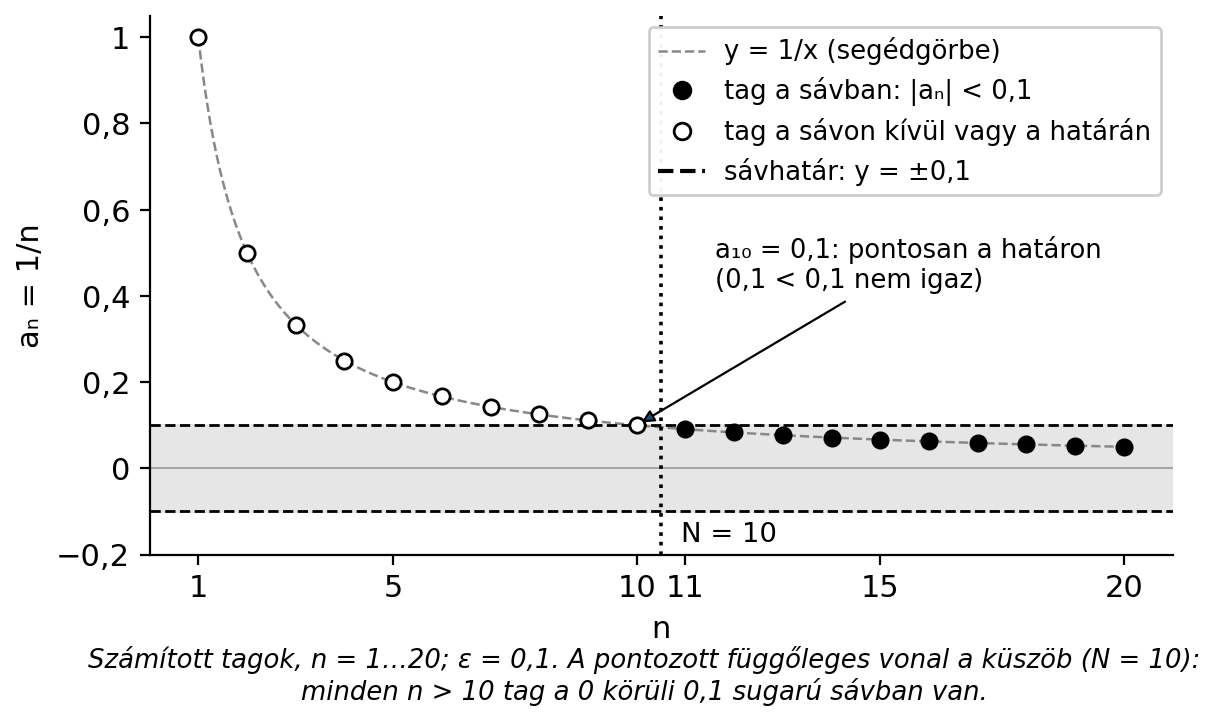 1
0,8
0,6
0,4
0,2
0
−0,2
aₙ = 1/n
y = 1/x (segédgörbe)
tag a sávban: |aₙ| < 0,1
tag a sávon kívül vagy a határán
sávhatár: y = ±0,1
a₁₀ = 0,1: pontosan a határon
(0,1 < 0,1 nem igaz)
N = 10
1 5 10 11 15 20
n
Számított tagok, n = 1…20; ε = 0,1. A pontozott függőleges vonal a küszöb (N = 10):
minden n > 10 tag a 0 körüli 0,1 sugarú sávban van.